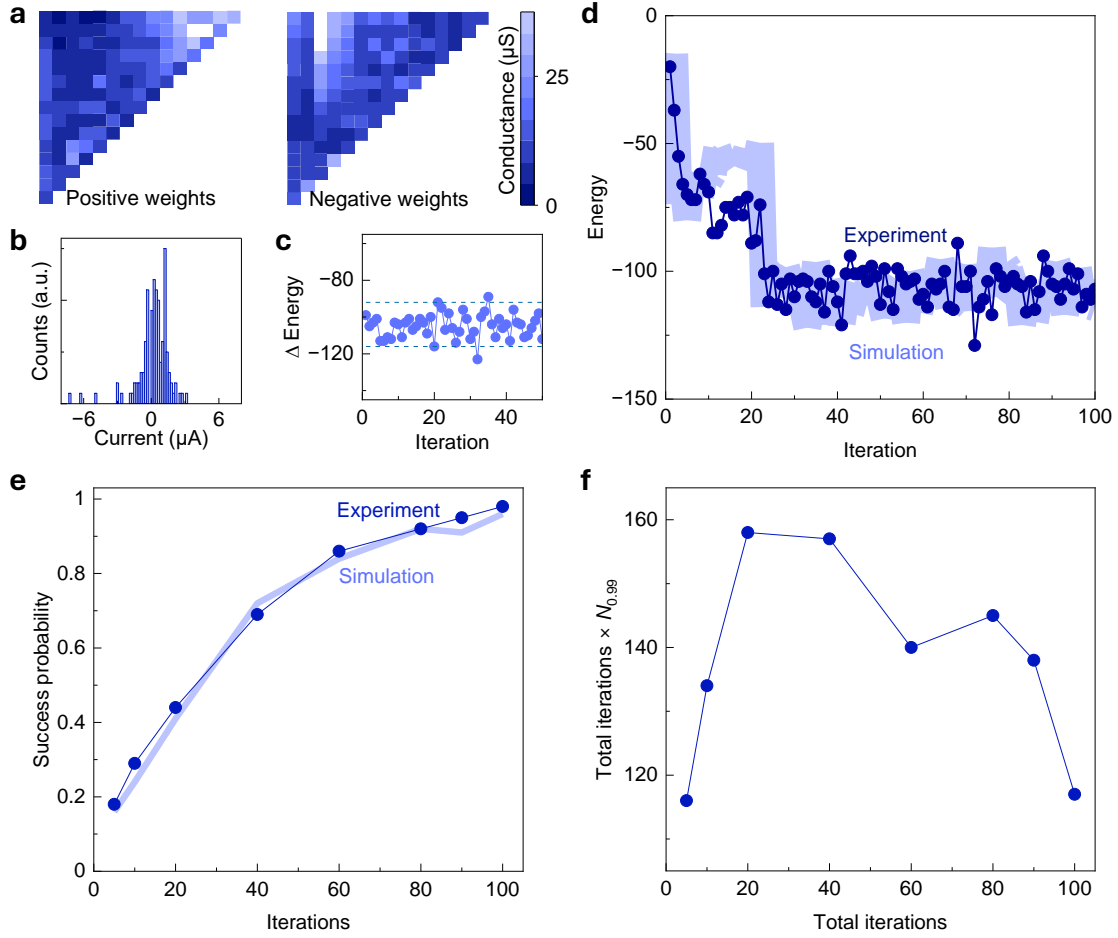 a
Positive weights
Negative weights
Conductance (µS)
25
0
b
Counts (a.u.)
−6
0
6
Current (µA)
c
Δ Energy
−80
−120
0
20
40
Iteration
d
Energy
0
−50
−100
−150
Experiment
Simulation
0
20
40
60
80
100
Iteration
e
Success probability
1
0.8
0.6
0.4
0.2
0
Experiment
Simulation
0
20
40
60
80
100
Iterations
f
Total iterations × N0.99
160
140
120
0
20
40
60
80
100
Total iterations